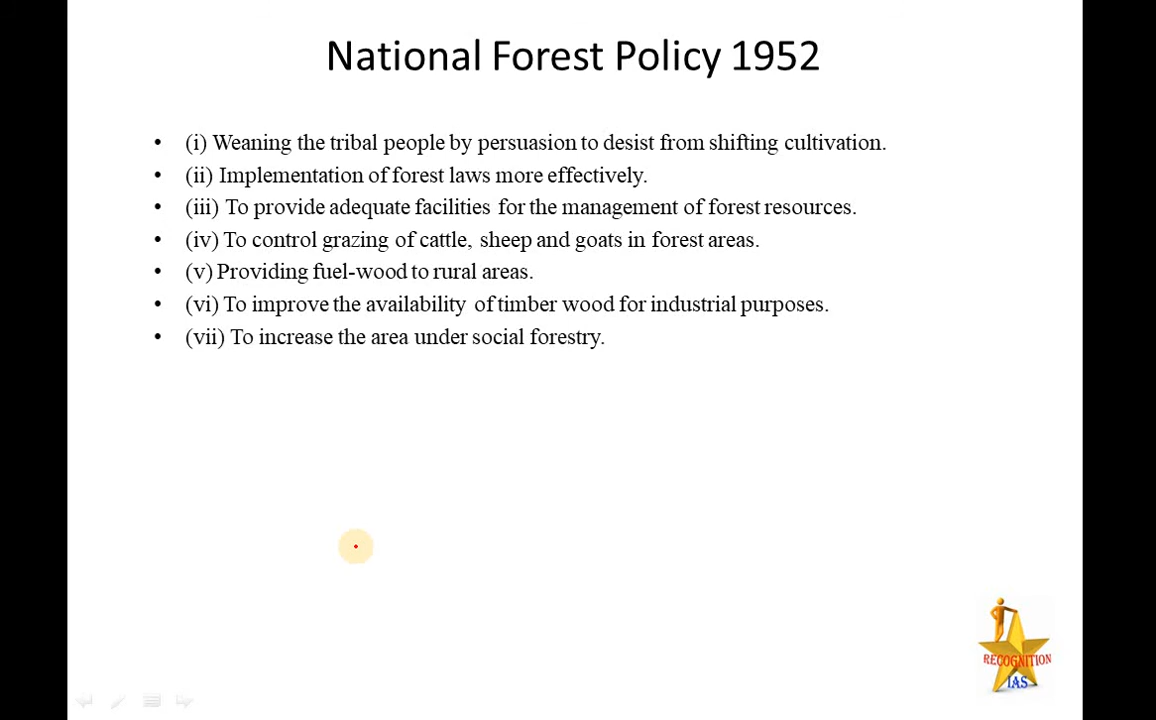 National Forest Policy 1952
• (i) Weaning the tribal people by persuasion to desist from shifting cultivation.
• (ii) Implementation of forest laws more effectively.
• (iii) To provide adequate facilities for the management of forest resources.
• (iv) To control grazing of cattle, sheep and goats in forest areas.
• (v) Providing fuel-wood to rural areas.
• (vi) To improve the availability of timber wood for industrial purposes.
• (vii) To increase the area under social forestry.
RECOGNITION
IAS